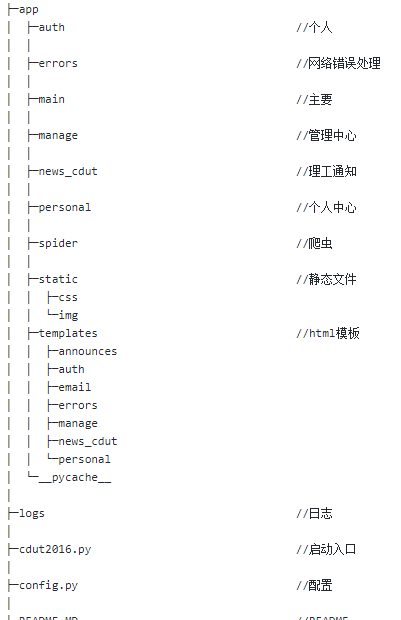 ├─app
│  ├─auth                          //个人
│  │
│  ├─errors                        //网络错误处理
│  │
│  ├─main                          //主要
│  │
│  ├─manage                        //管理中心
│  │
│  ├─news_cdut                     //理工通知
│  │
│  ├─personal                      //个人中心
│  │
│  ├─spider                        //爬虫
│  │
│  ├─static                        //静态文件
│  │  ├─css
│  │  └─img
│  ├─templates                     //html模板
│  │  ├─announces
│  │  ├─auth
│  │  ├─email
│  │  ├─errors
│  │  ├─manage
│  │  ├─news_cdut
│  │  └─personal
│  └─__pycache__
│
├─logs                             //日志
│
├─cdut2016.py                      //启动入口
│
├─config.py                        //配置
│
│ README.MD                        //README